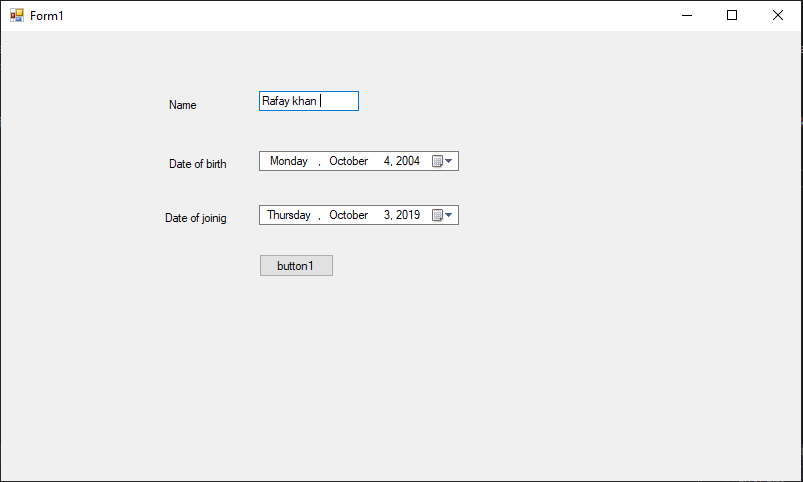 Form1
Name Rafay khan
Date of birth Monday , October 4, 2004
Date of joinig Thursday , October 3, 2019
button1